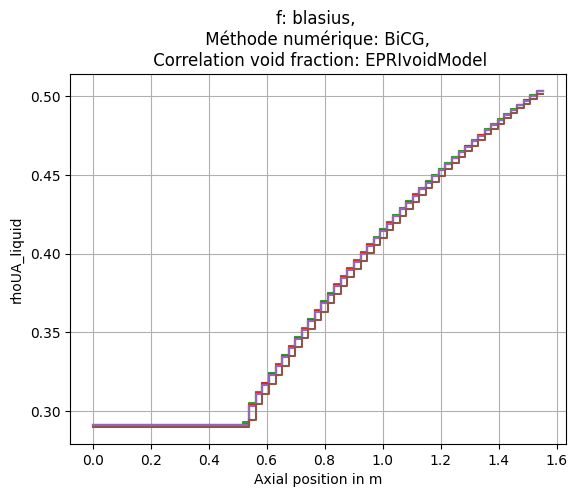 f: blasius,
Méthode numérique: BiCG,
Correlation void fraction: EPRIvoidModel
0.50
0.45
0.40
0.35
0.30
rhoUA_liquid
0.0 0.2 0.4 0.6 0.8 1.0 1.2 1.4 1.6
Axial position in m